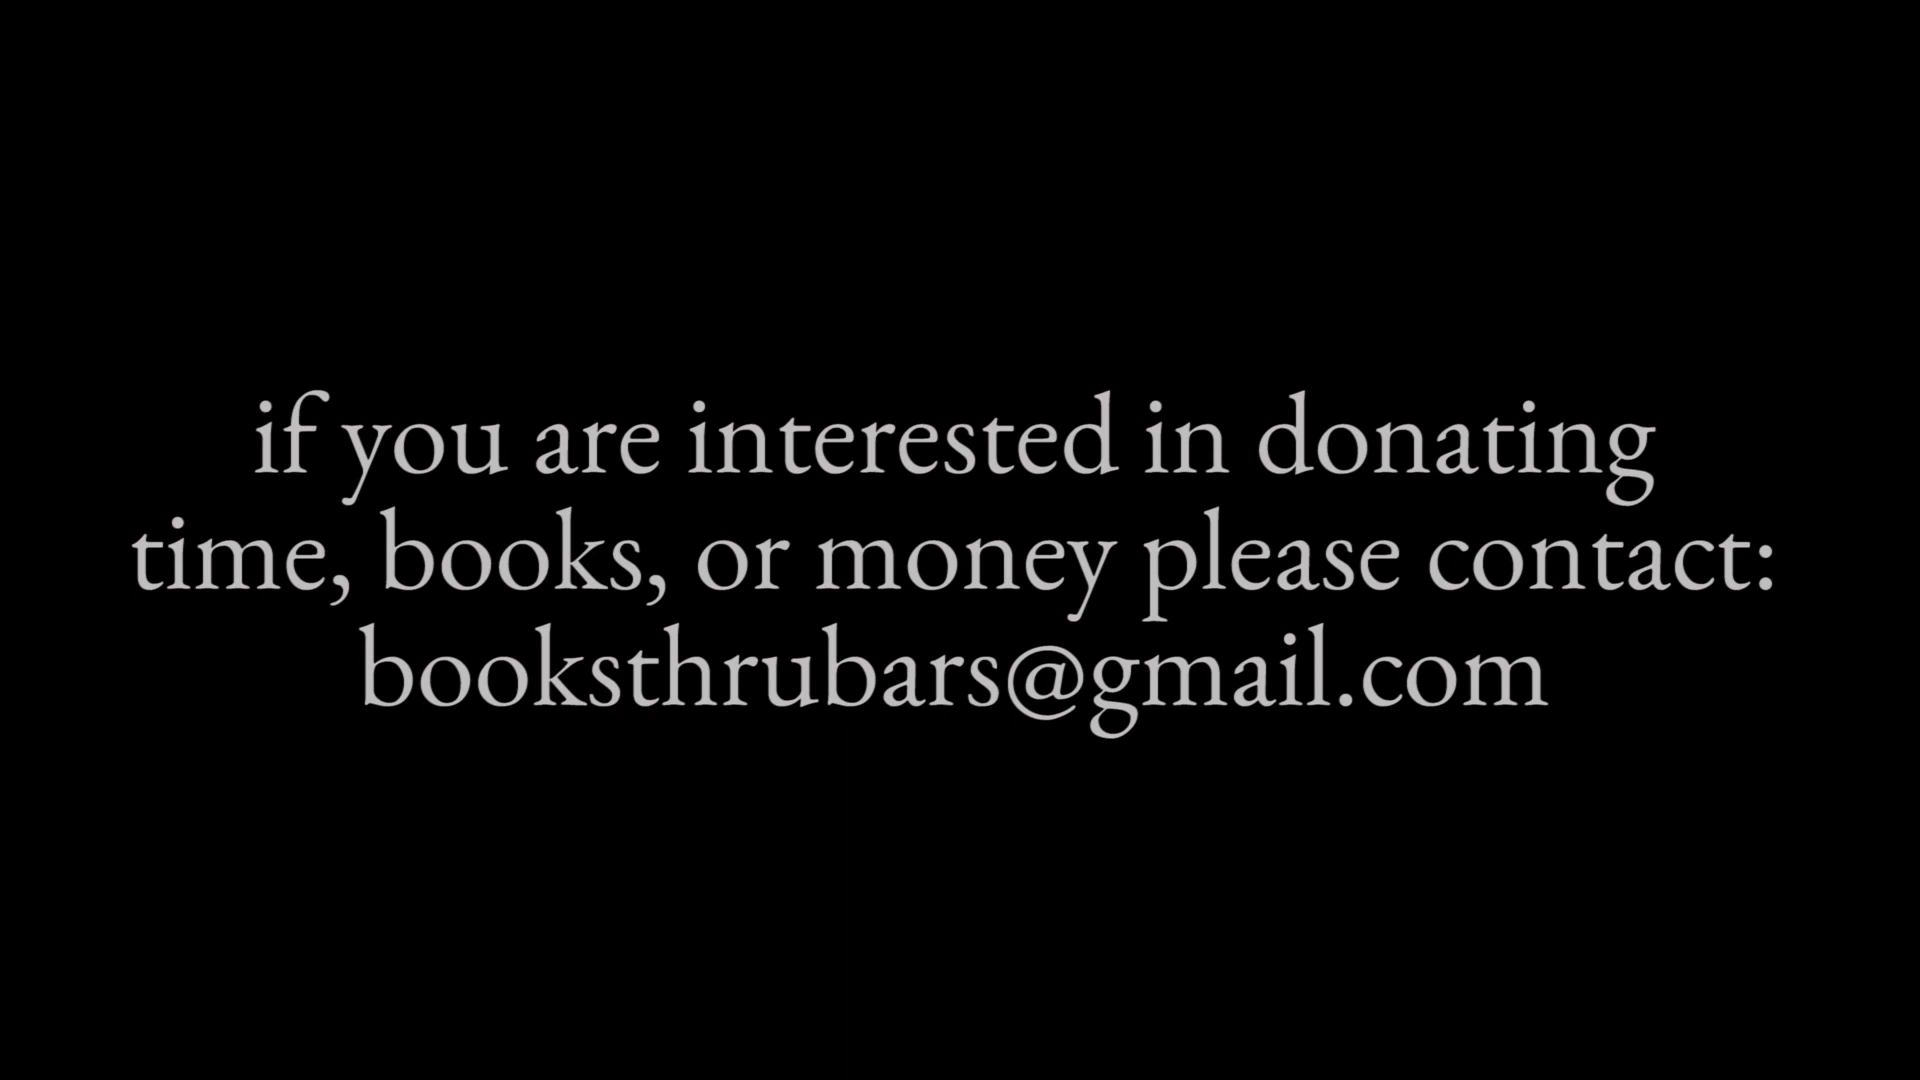 if you are interested in donating
time, books, or money please contact:
booksthrubars@gmail.com